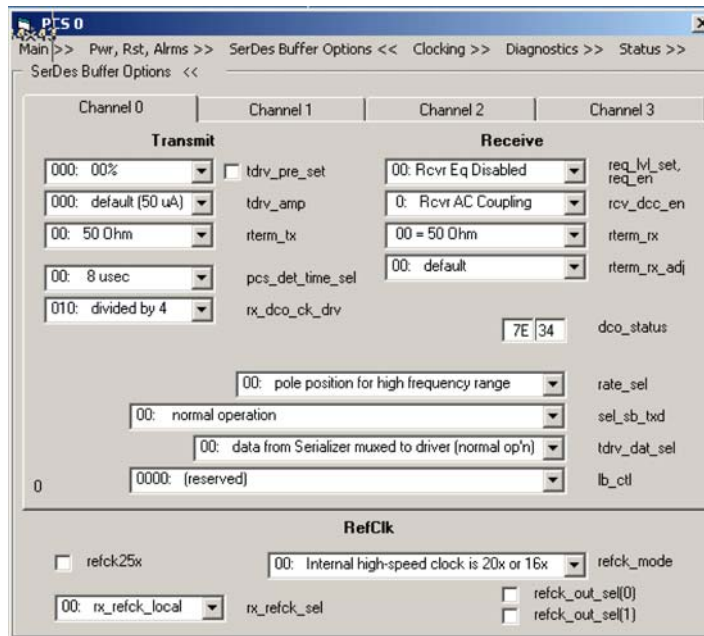 PCS 0
Main >> Pwr, Rst, Alrms >> SerDes Buffer Options << Clocking >> Diagnostics >> Status >>
SerDes Buffer Options <<
Channel 0 Channel 1 Channel 2 Channel 3
Transmit Receive
000: 00% tdrv_pre_set 00: Rcvr Eq Disabled req_lvl_set,
req_en
000: default (50 uA) tdrv_amp 0: Rcvr AC Coupling rcv_dcc_en
00: 50 Ohm rterm_tx 00 = 50 Ohm rterm_rx
00: default rterm_rx_adj
00: 8 usec pcs_det_time_sel
010: divided by 4 rx_dco_ck_drv
7E 34 dco_status
00: pole position for high frequency range rate_sel
00: normal operation sel_sb_txd
00: data from Serializer muxed to driver (normal op'n) tdrv_dat_sel
0 0000: (reserved) lb_ctl
RefClk
refck25x 00: Internal high-speed clock is 20x or 16x refck_mode
00: rx_refck_local rx_refck_sel refck_out_sel(0)
refck_out_sel(1)